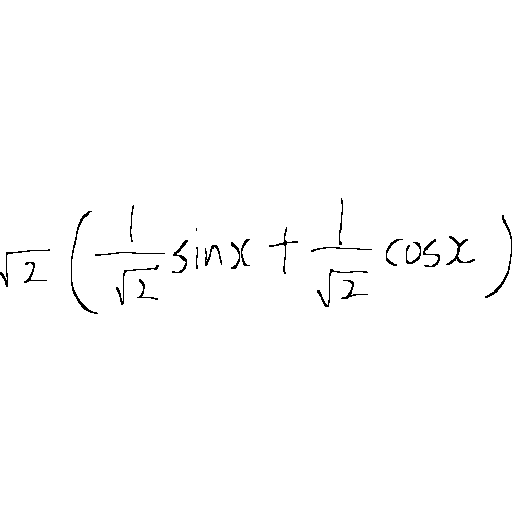 √2 ( 1/√2 sinx + 1/√2 cosx )